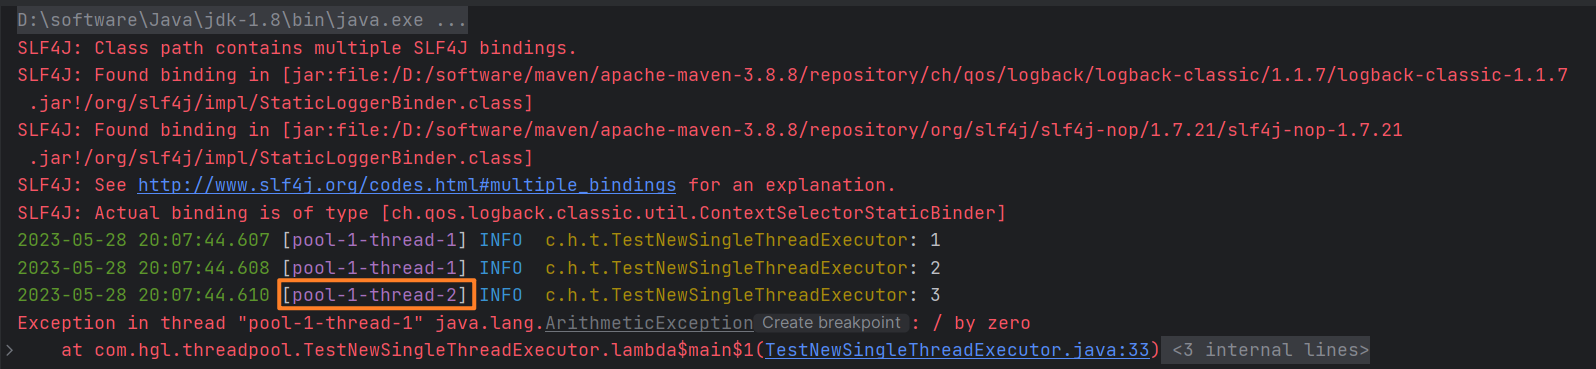 D:\software\Java\jdk-1.8\bin\java.exe ...
SLF4J: Class path contains multiple SLF4J bindings.
SLF4J: Found binding in [jar:file:/D:/software/maven/apache-maven-3.8.8/repository/ch/qos/logback/logback-classic/1.1.7/logback-classic-1.1.7
.jar!/org/slf4j/impl/StaticLoggerBinder.class]
SLF4J: Found binding in [jar:file:/D:/software/maven/apache-maven-3.8.8/repository/org/slf4j/slf4j-nop/1.7.21/slf4j-nop-1.7.21
.jar!/org/slf4j/impl/StaticLoggerBinder.class]
SLF4J: See http://www.slf4j.org/codes.html#multiple_bindings for an explanation.
SLF4J: Actual binding is of type [ch.qos.logback.classic.util.ContextSelectorStaticBinder]
2023-05-28 20:07:44.607 [pool-1-thread-1] INFO  c.h.t.TestNewSingleThreadExecutor: 1
2023-05-28 20:07:44.608 [pool-1-thread-1] INFO  c.h.t.TestNewSingleThreadExecutor: 2
2023-05-28 20:07:44.610 [pool-1-thread-2] INFO  c.h.t.TestNewSingleThreadExecutor: 3
Exception in thread "pool-1-thread-1" java.lang.ArithmeticException Create breakpoint : / by zero
at com.hgl.threadpool.TestNewSingleThreadExecutor.lambda$main$1(TestNewSingleThreadExecutor.java:33) <3 internal lines>